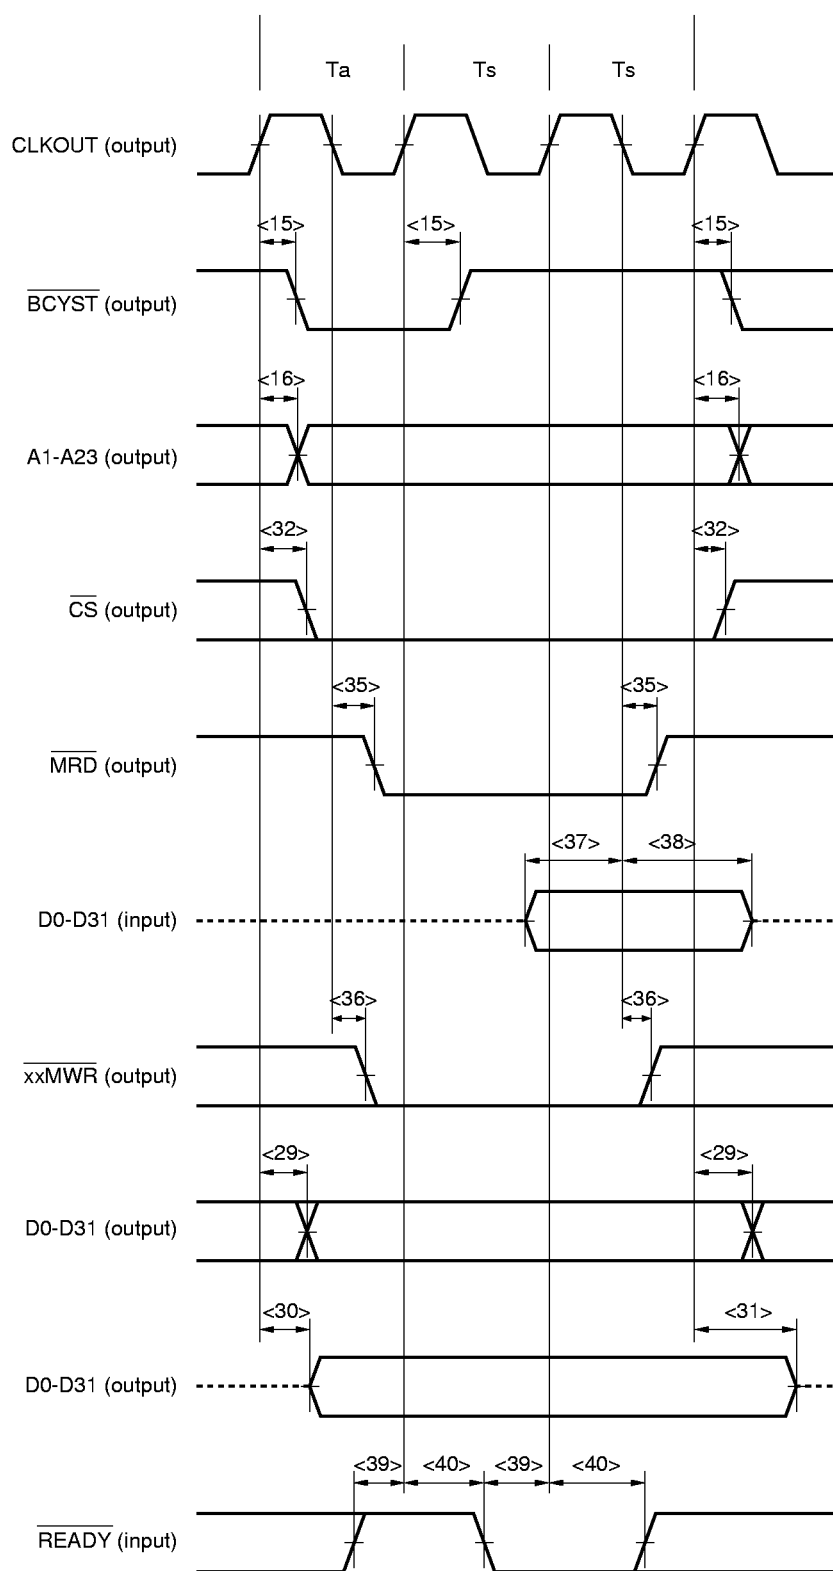 Ta Ts Ts
CLKOUT (output)
<15> <15> <15>
BCYST (output)
<16> <16>
A1-A23 (output)
<32> <32>
CS (output)
<35> <35>
MRD (output)
<37> <38>
D0-D31 (input)
<36> <36>
xxMWR (output)
<29> <29>
D0-D31 (output)
<30> <31>
D0-D31 (output)
<39> <40> <39> <40>
READY (input)